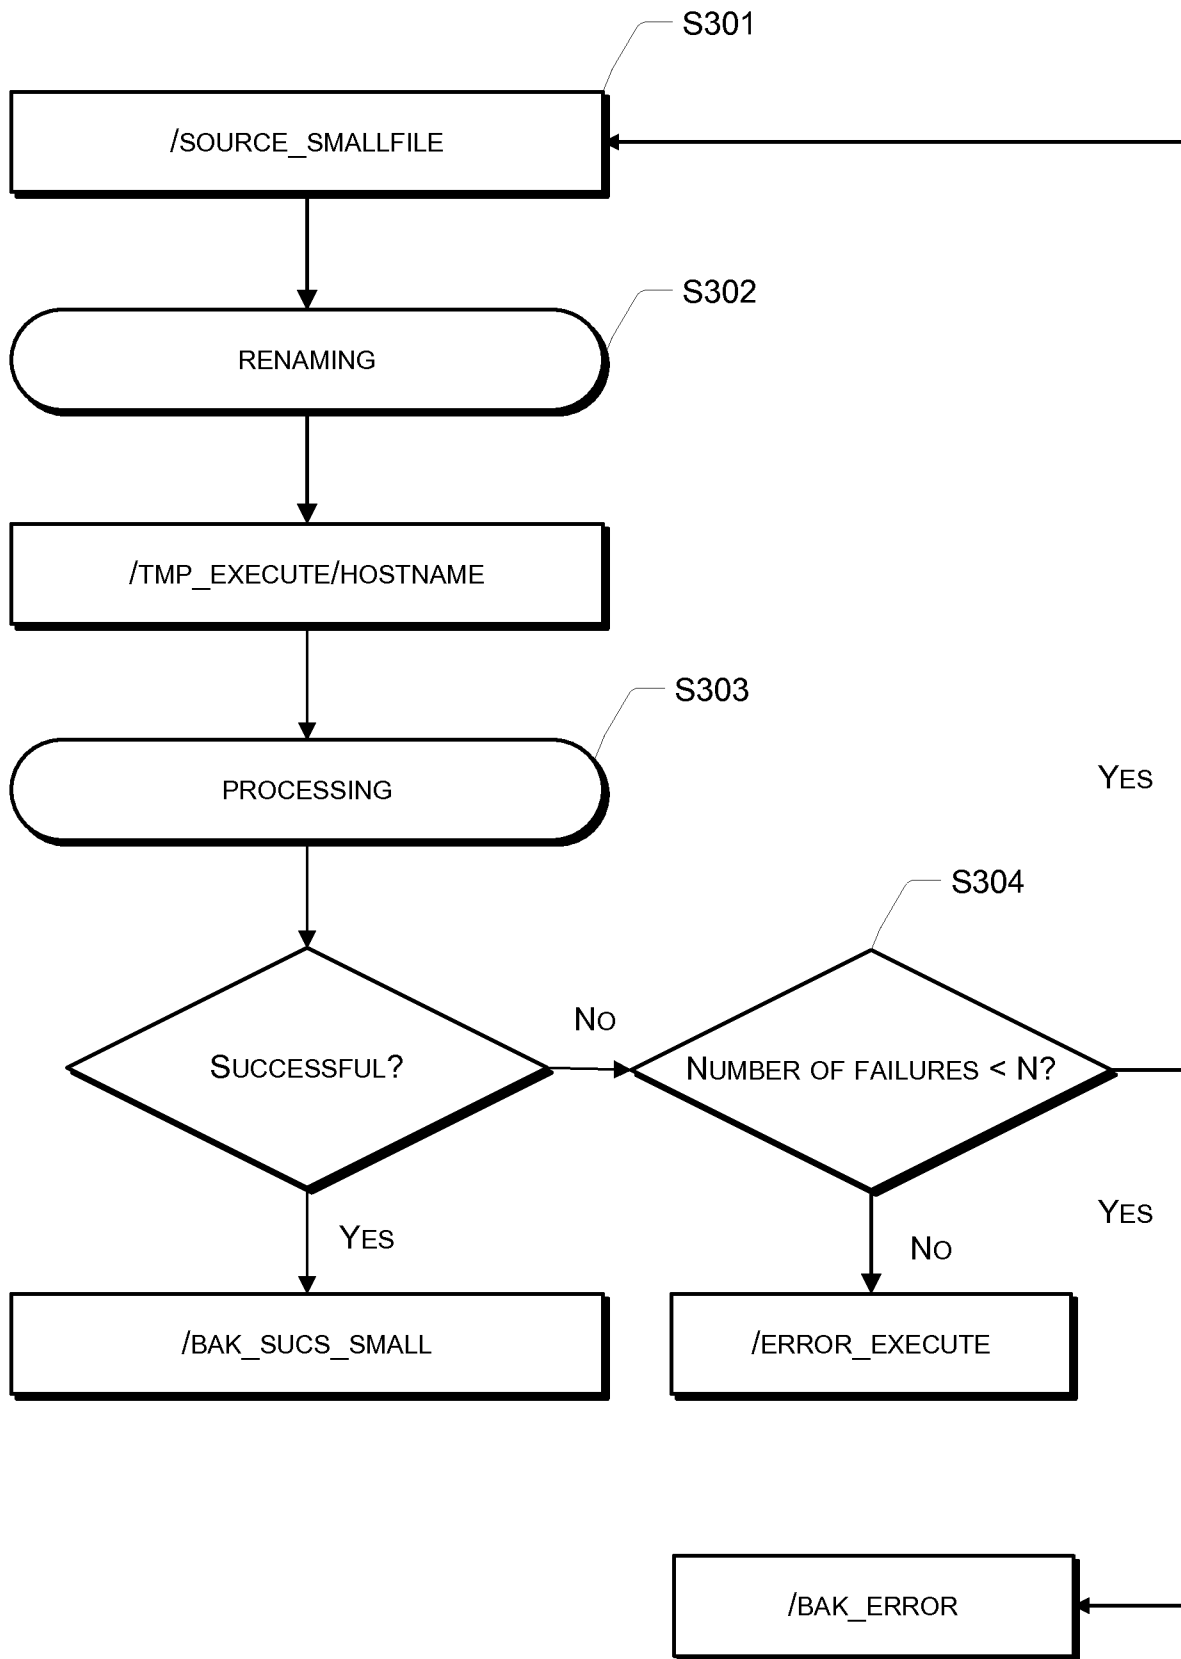 S301
/SOURCE_SMALLFILE
S302
RENAMING
/TMP_EXECUTE/HOSTNAME
S303
PROCESSING
YES
S304
NO
SUCCESSFUL?
NUMBER OF FAILURES < N?
YES
YES
NO
/BAK_SUCS_SMALL
/ERROR_EXECUTE
/BAK_ERROR